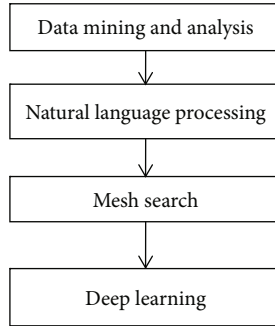 Data mining and analysis
Natural language processing
Mesh search
Deep learning